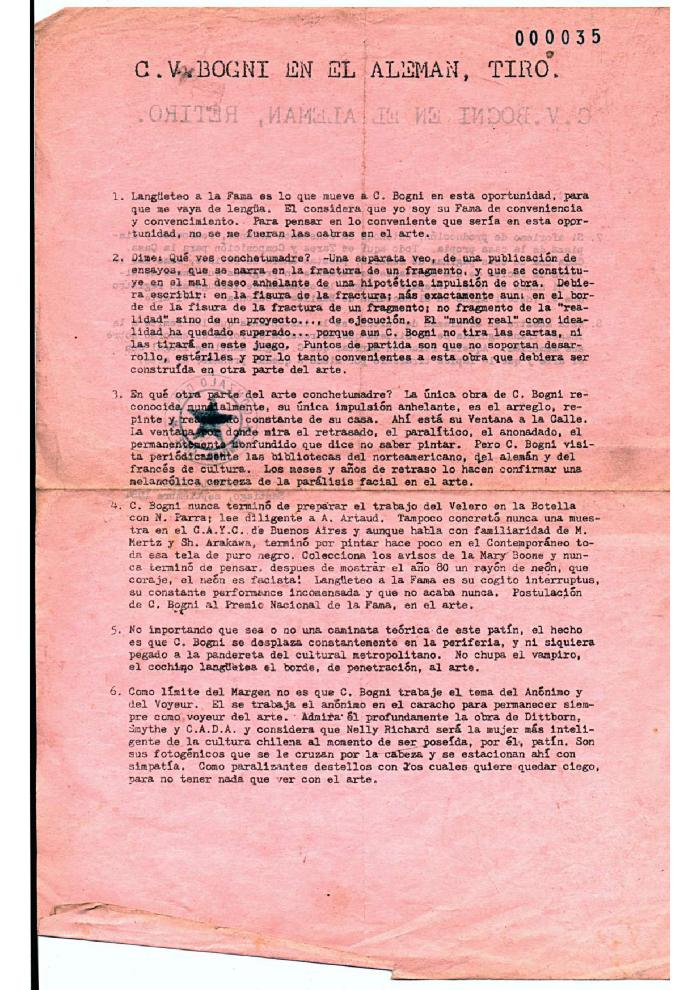 000035
C.V.BOGNI EN EL ALEMAN, TIRO.
C.V.BOGNI EN EL ALEMAN, RETIRO.
1. Langüeteo a la Fama es lo que mueve a C. Bogni en esta oportunidad, para
que me vaya de lengüa. El considera que yo soy su Fama de conveniencia
y convencimiento. Para pensar en lo conveniente que sería en esta opor-
tunidad, no se me fueran las cabras en el arte.
2. Dime: Qué ves conchetumadre? -Una separata veo, de una publicación de
ensayos, que se narra en la fractura de un fragmento, y que se constitu-
ye en el mal deseo anhelante de una hipotética impulsión de obra. Debie-
ra escribir: en la fisura de la fractura; más exactamente aun: en el bor-
de de la fisura de la fractura de un fragmento; no fragmento de la "rea-
lidad" sino de un proyecto..., de ejecución. El "mundo real" como idea-
lidad ha quedado superado... porque aun C. Bogni no tira las cartas, ni
las tirará en este juego. Puntos de partida son que no soportan desar-
rollo, estériles y por lo tanto convenientes a esta obra que debiera ser
construída en otra parte del arte.
3. En qué otra parte del arte conchetumadre? La única obra de C. Bogni re-
conocida mundialmente, su única impulsión anhelante, es el arreglo, re-
pinte y constante de su casa. Ahí está su Ventana a la Calle.
La ventana por donde mira el retrasado, el paralítico, el anonadado, el
permanentemente confundido que dice no saber pintar. Pero C. Bogni visi-
ta periódicamente las bibliotecas del norteamericano, del alemán y del
francés de cultura. Los meses y años de retraso lo hacen confirmar una
melancólica certeza de la parálisis facial en el arte.
4. C. Bogni nunca terminó de preparar el trabajo del Velero en la Botella
con N. Parra; lee diligente a A. Artaud. Tampoco concretó nunca una mues-
tra en el C.A.Y.C. de Buenos Aires y aunque habla con familiaridad de M.
Mertz y Sh. Arakawa, terminó por pintar hace poco en el Contemporáneo to-
da esa tela de puro negro. Colecciona los avisos de la Mary Boone y nun-
ca terminó de pensar, despues de mostrar el año 80 un rayón de neón, que
coraje, el neón es facista! Langüeteo a la Fama es su cogito interruptus,
su constante performance incomensada y que no acaba nunca. Postulación
de C. Bogni al Premio Nacional de la Fama, en el arte.
5. No importando que sea o no una caminata teórica de este patín, el hecho
es que C. Bogni se desplaza constantemente en la periferia, y ni siquiera
pegado a la pandereta del cultural metropolitano. No chupa el vampiro,
el cochino langüetea el borde, de penetración, al arte.
6. Como límite del Margen no es que C. Bogni trabaje el tema del Anónimo y
del Voyeur. El se trabaja el anónimo en el caracho para permanecer siem-
pre como voyeur del arte. Admira él profundamente la obra de Dittborn,
Smythe y C.A.D.A. y considera que Nelly Richard será la mujer más inteli-
gente de la cultura chilena al momento de ser poseída, por él, patín. Son
sus fotogénicos que se le cruzan por la cabeza y se estacionan ahí con
simpatía. Como paralizantes destellos con los cuales quiere quedar ciego,
para no tener nada que ver con el arte.